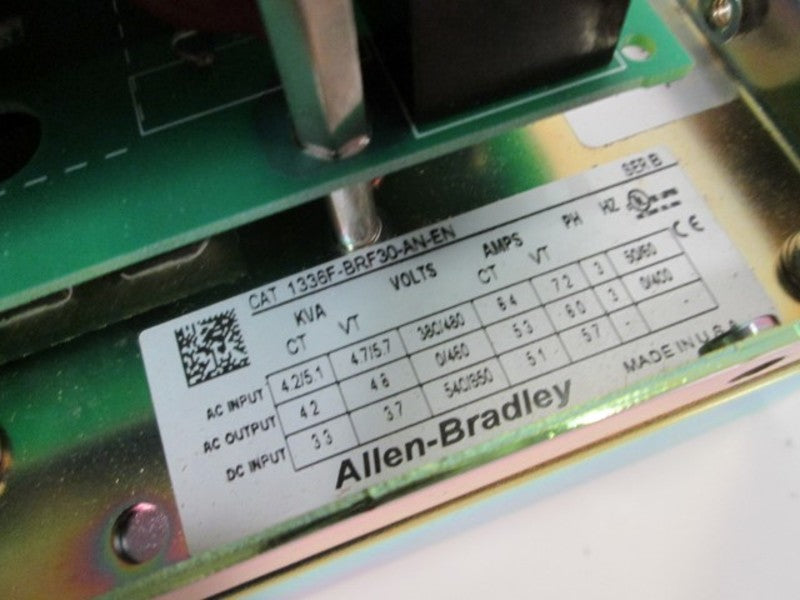 CAT 1336F-BRF30-AN-EN SER B
KVA VOLTS AMPS PH HZ
CT VT CT VT
AC INPUT 4.2/5.1 4.7/5.7 380/480 6.4 7.2 3 50/60
AC OUTPUT 4.2 4.8 0/460 5.3 6.0 3 0/400
DC INPUT 3.3 3.7 540/650 5.1 5.7 - -
CE
Allen-Bradley MADE IN U.S.A